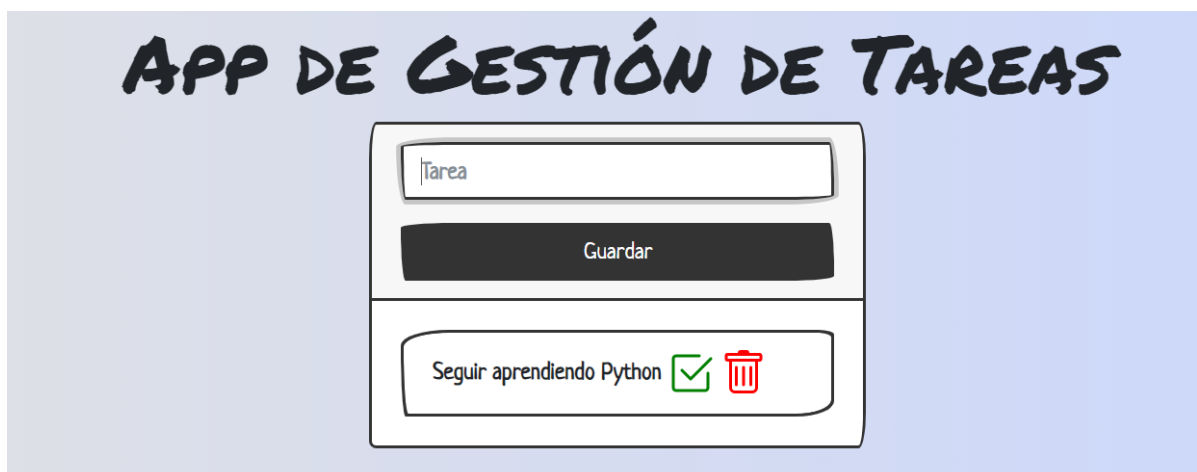 App de Gestión de Tareas
Tarea
Guardar
Seguir aprendiendo Python